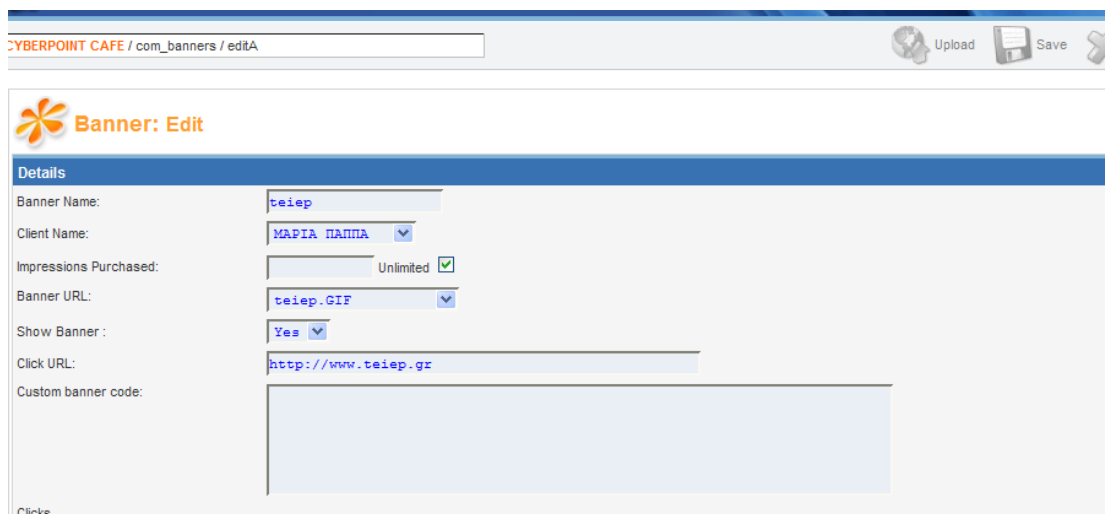 CYBERPOINT CAFE / com_banners / editA
Upload Save
Banner: Edit
Details
Banner Name: teiep
Client Name: ΜΑΡΙΑ ΠΑΠΠΑ
Impressions Purchased: Unlimited
Banner URL: teiep.GIF
Show Banner : Yes
Click URL: http://www.teiep.gr
Custom banner code:
Clicks